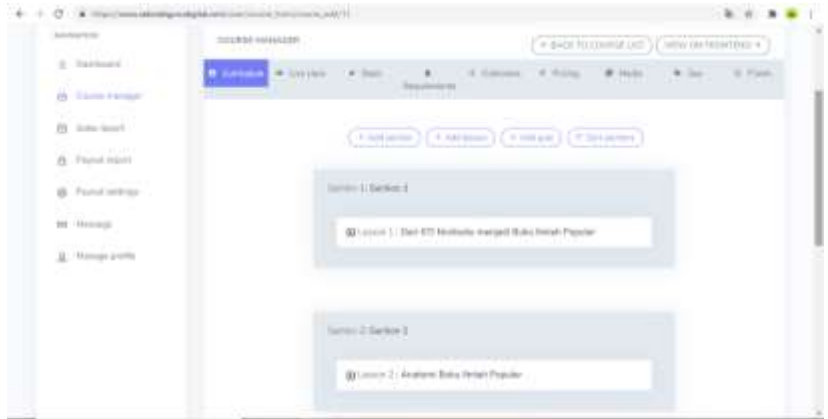 NAVIGATION
Dashboard
Course manager
Sales report
Payout report
Payout settings
Message
Manage profile
COURSE MANAGER
BACK TO COURSE LIST
VIEW ON FRONTEND
Curriculum
Live class
Basic
Requirements
Outcomes
Pricing
Media
Seo
Finish
+ Add section
+ Add lesson
+ Add quiz
Sort sections
Section 1: Section 1
Lesson 1 : Dari KTI Nonbuku menjadi Buku Ilmiah Populer
Section 2: Section 2
Lesson 2 : Anatomi Buku Ilmiah Populer